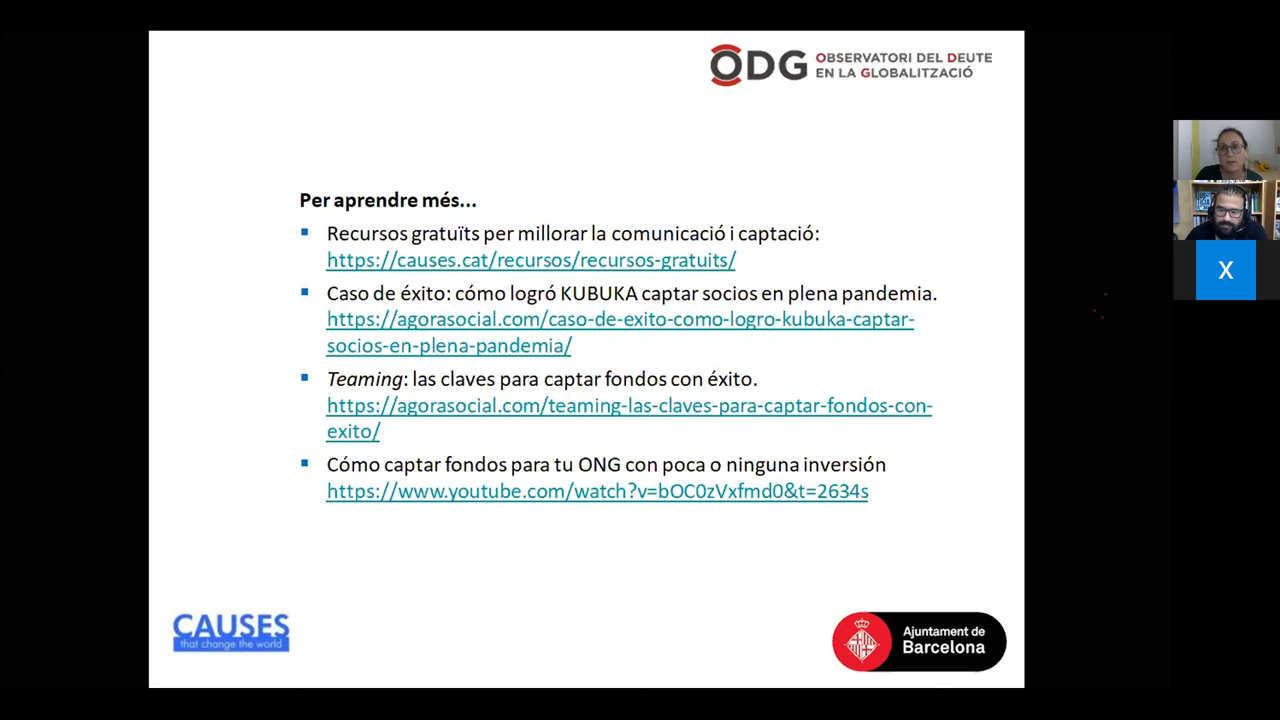 ODG OBSERVATORI DEL DEUTE
EN LA GLOBALITZACIÓ
Per aprendre més...
▪ Recursos gratuïts per millorar la comunicació i captació:
https://causes.cat/recursos/recursos-gratuits/
▪ Caso de éxito: cómo logró KUBUKA captar socios en plena pandemia.
https://agorasocial.com/caso-de-exito-como-logro-kubuka-captar-
socios-en-plena-pandemia/
▪ Teaming: las claves para captar fondos con éxito.
https://agorasocial.com/teaming-las-claves-para-captar-fondos-con-
exito/
▪ Cómo captar fondos para tu ONG con poca o ninguna inversión
https://www.youtube.com/watch?v=bOC0zVxfmd0&t=2634s
CAUSES
that change the world
Ajuntament de
Barcelona
X